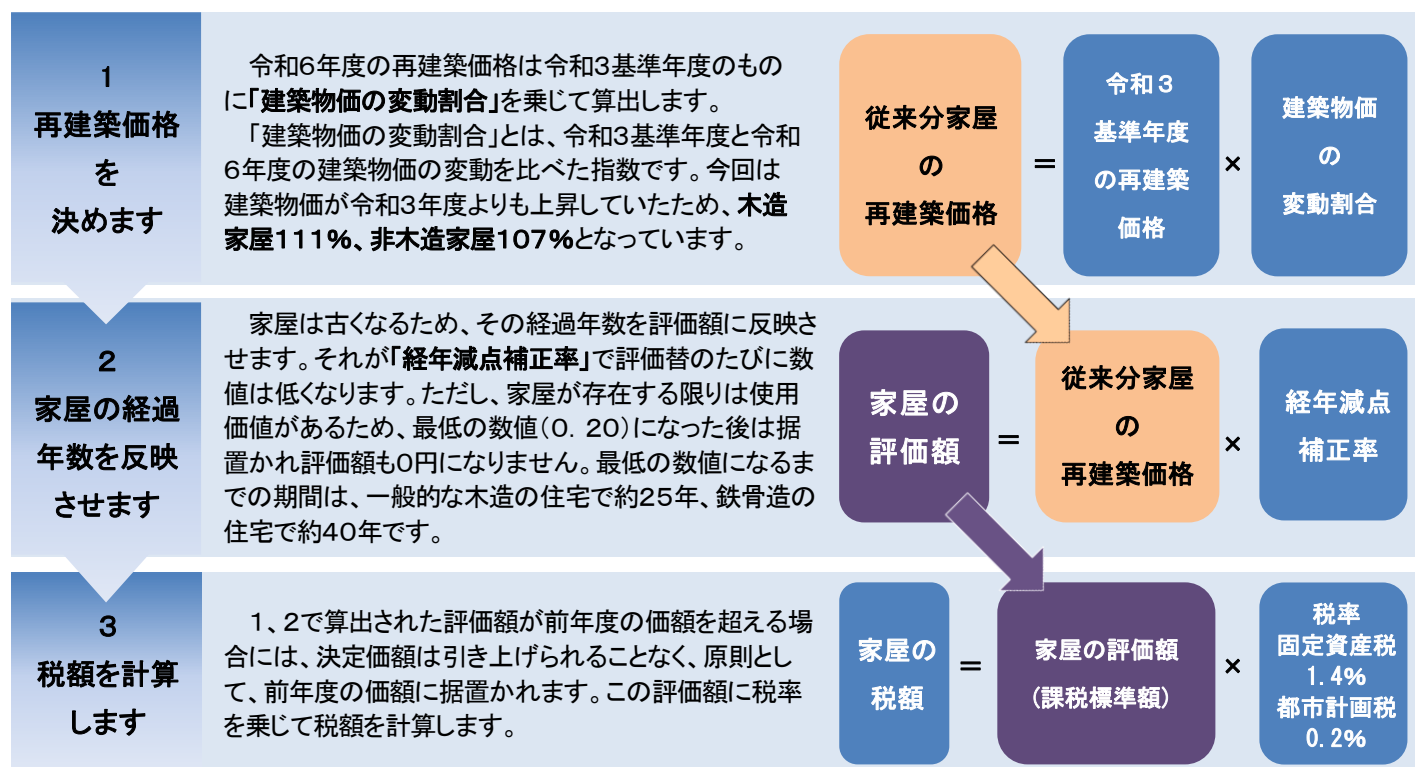 1
再建築価格
を
決めます
　令和6年度の再建築価格は令和3基準年度のもの
に「建築物価の変動割合」を乗じて算出します。
　「建築物価の変動割合」とは、令和3基準年度と令和
6年度の建築物価の変動を比べた指数です。今回は
建築物価が令和3年度よりも上昇していたため、木造
家屋111%、非木造家屋107%となっています。
従来分家屋
の
再建築価格
＝
令和３
基準年度
の再建築
価格
×
建築物価
の
変動割合
2
家屋の経過
年数を反映
させます
　家屋は古くなるため、その経過年数を評価額に反映さ
せます。それが「経年減点補正率」で評価替のたびに数
値は低くなります。ただし、家屋が存在する限りは使用
価値があるため、最低の数値（0．20）になった後は据
置かれ評価額も0円になりません。最低の数値になるま
での期間は、一般的な木造の住宅で約25年、鉄骨造の
住宅で約40年です。
家屋の
評価額
＝
従来分家屋
の
再建築価格
×
経年減点
補正率
3
税額を計算
します
　1、2で算出された評価額が前年度の価額を超える場
合には、決定価額は引き上げられることなく、原則とし
て、前年度の価額に据置かれます。この評価額に税率
を乗じて税額を計算します。
家屋の
税額
＝
家屋の評価額
(課税標準額)
×
税率
固定資産税
1.4%
都市計画税
0.2%